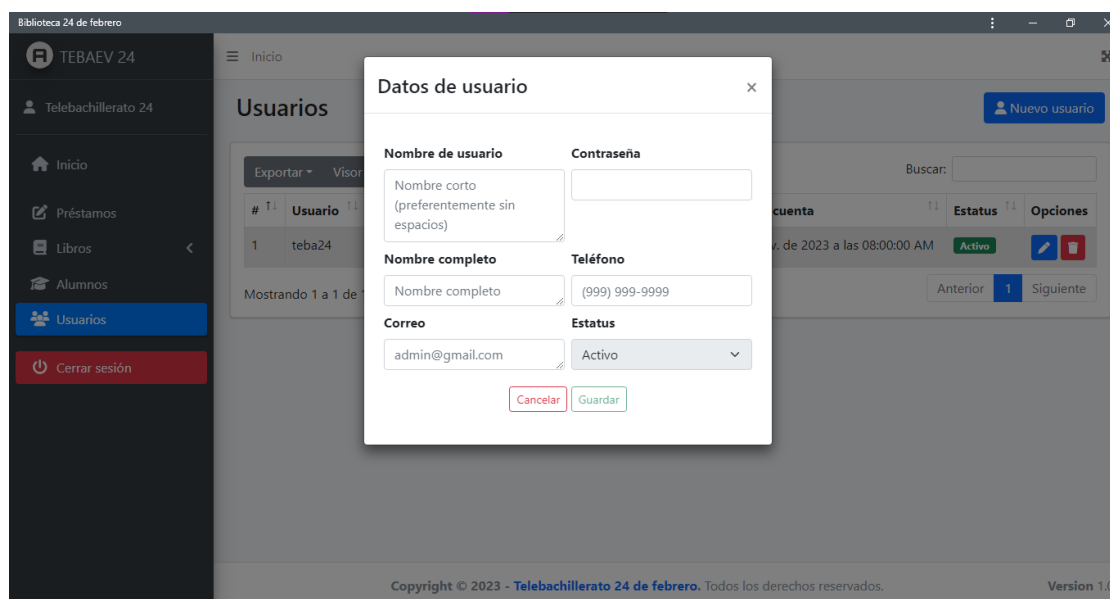 Biblioteca 24 de febrero
TEBAEV 24
Inicio
Telebachillerato 24
Usuarios
Nuevo usuario
Inicio
Préstamos
Libros
Alumnos
Usuarios
Cerrar sesión
Exportar Visor
Buscar:
# Usuario cuenta Estatus Opciones
1 teba24 de 2023 a las 08:00:00 AM Activo
Mostrando 1 a 1 de
Anterior 1 Siguiente
Datos de usuario ×
Nombre de usuario Contraseña
Nombre corto
(preferentemente sin
espacios)
Nombre completo Teléfono
Nombre completo (999) 999-9999
Correo Estatus
admin@gmail.com Activo
Cancelar Guardar
Copyright © 2023 - Telebachillerato 24 de febrero. Todos los derechos reservados.
Version